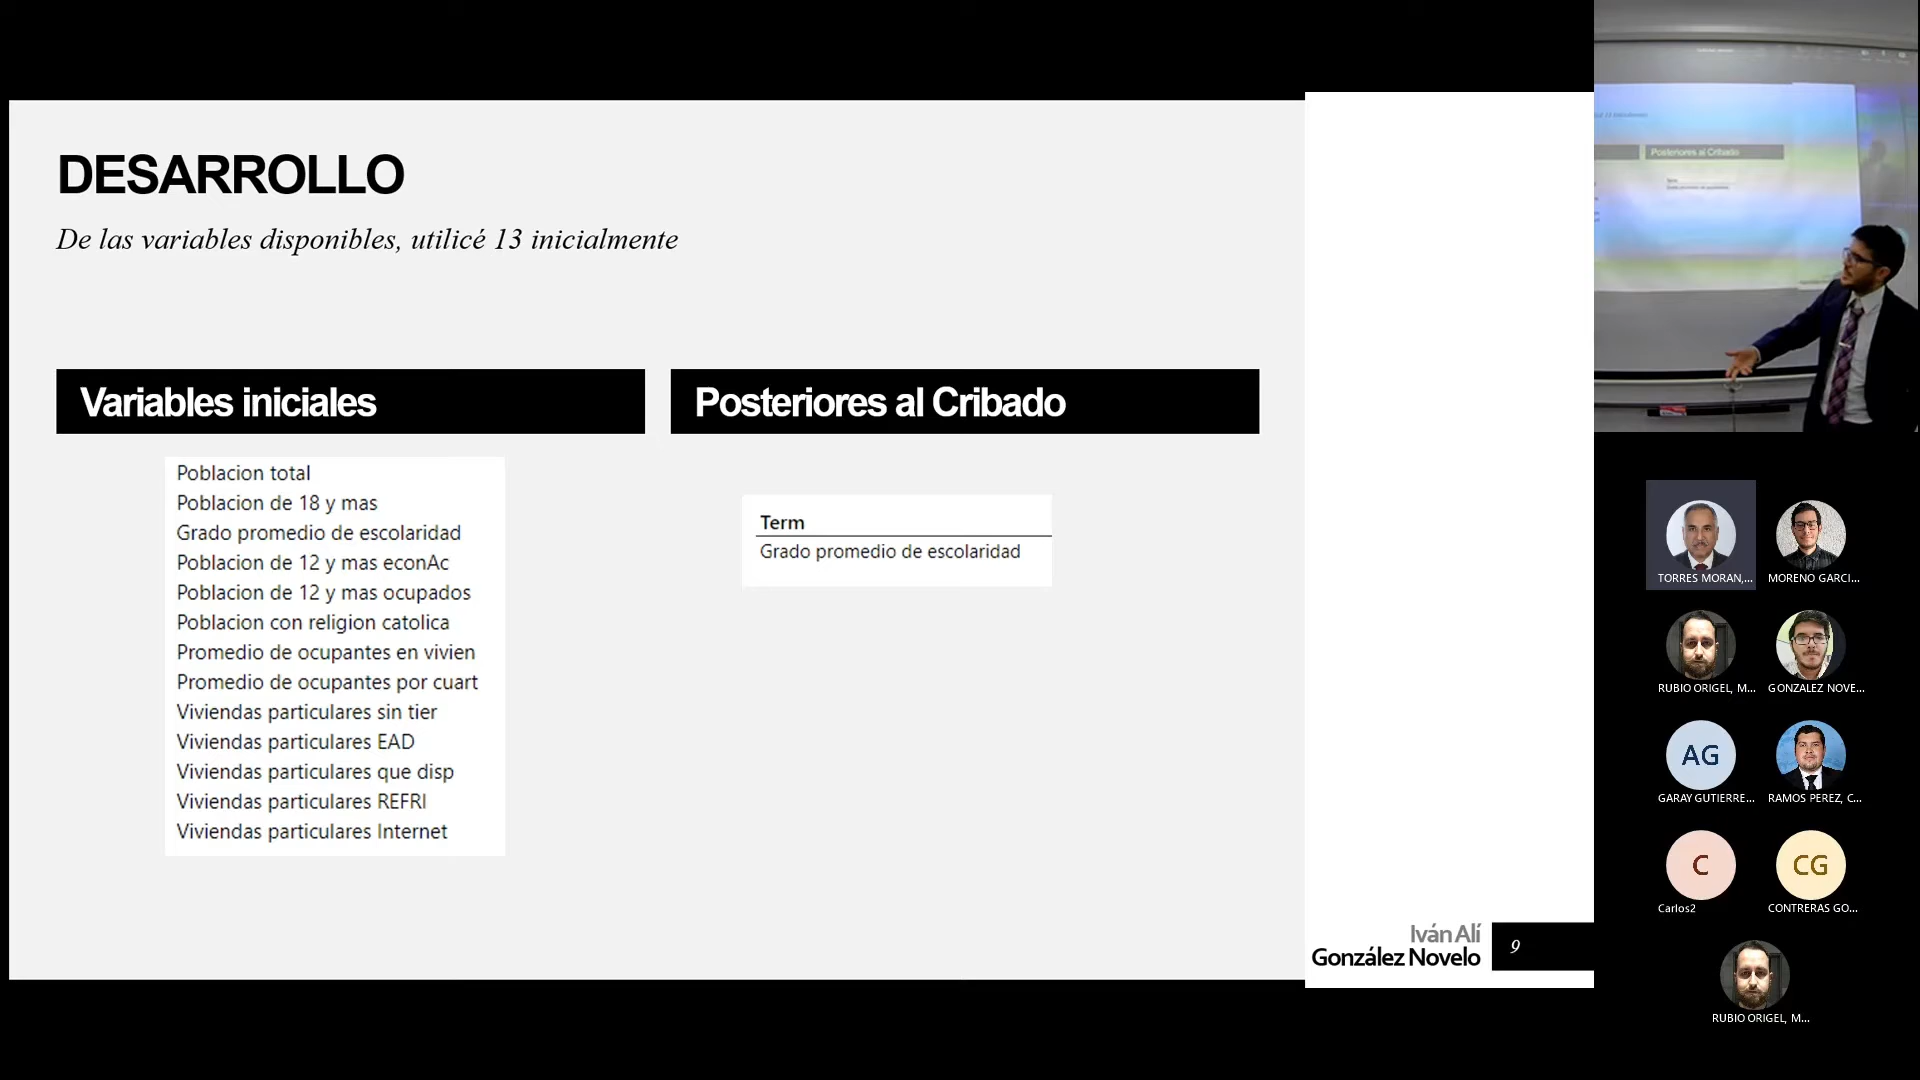 DESARROLLO
De las variables disponibles, utilicé 13 inicialmente
Variables iniciales
Poblacion total
Poblacion de 18 y mas
Grado promedio de escolaridad
Poblacion de 12 y mas econAc
Poblacion de 12 y mas ocupados
Poblacion con religion catolica
Promedio de ocupantes en vivien
Promedio de ocupantes por cuart
Viviendas particulares sin tier
Viviendas particulares EAD
Viviendas particulares que disp
Viviendas particulares REFRI
Viviendas particulares Internet
Posteriores al Cribado
Term
Grado promedio de escolaridad
Iván Alí
González Novelo
9
Posteriores al Cribado
TORRES MORAN,...
MORENO GARCI...
RUBIO ORIGEL, M...
GONZALEZ NOVE...
AG
GARAY GUTIERRE...
RAMOS PEREZ, C...
C
Carlos2
CG
CONTRERAS GO...
RUBIO ORIGEL, M...